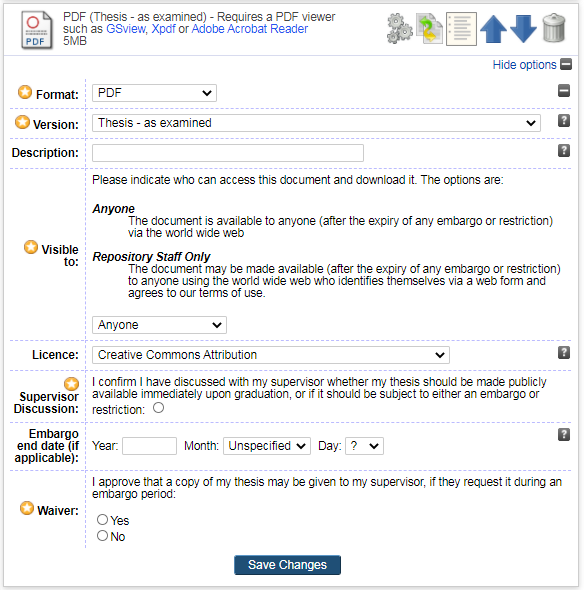 PDF (Thesis - as examined) - Requires a PDF viewer
such as GSview, Xpdf or Adobe Acrobat Reader
5MB
PDF
Hide options
Format:
PDF
Version:
Thesis - as examined
?
Description:
?
Please indicate who can access this document and download it. The options are:
Anyone
The document is available to anyone (after the expiry of any embargo or restriction)
via the world wide web
Visible
to:
Repository Staff Only
The document may be made available (after the expiry of any embargo or restriction)
to anyone using the world wide web who identifies themselves via a web form and
agrees to our terms of use.
Anyone
Licence:
Creative Commons Attribution
?
Supervisor
Discussion:
I confirm I have discussed with my supervisor whether my thesis should be made publicly
available immediately upon graduation, or if it should be subject to either an embargo or
restriction:
Embargo
end date (if
applicable):
Year:
Month:
Unspecified
Day:
?
?
Waiver:
I approve that a copy of my thesis may be given to my supervisor, if they request it during an
embargo period:
Yes
No
Save Changes